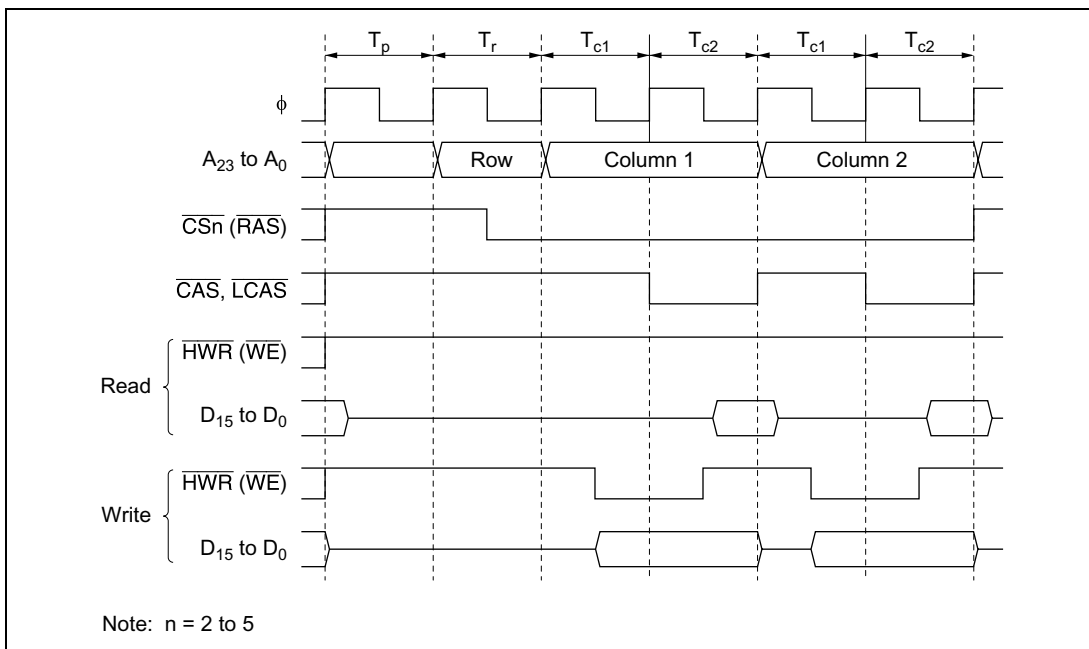 Tp Tr Tc1 Tc2 Tc1 Tc2
ϕ
A23 to A0 Row Column 1 Column 2
CSn (RAS)
CAS, LCAS
HWR (WE)
Read
D15 to D0
HWR (WE)
Write
D15 to D0
Note: n = 2 to 5